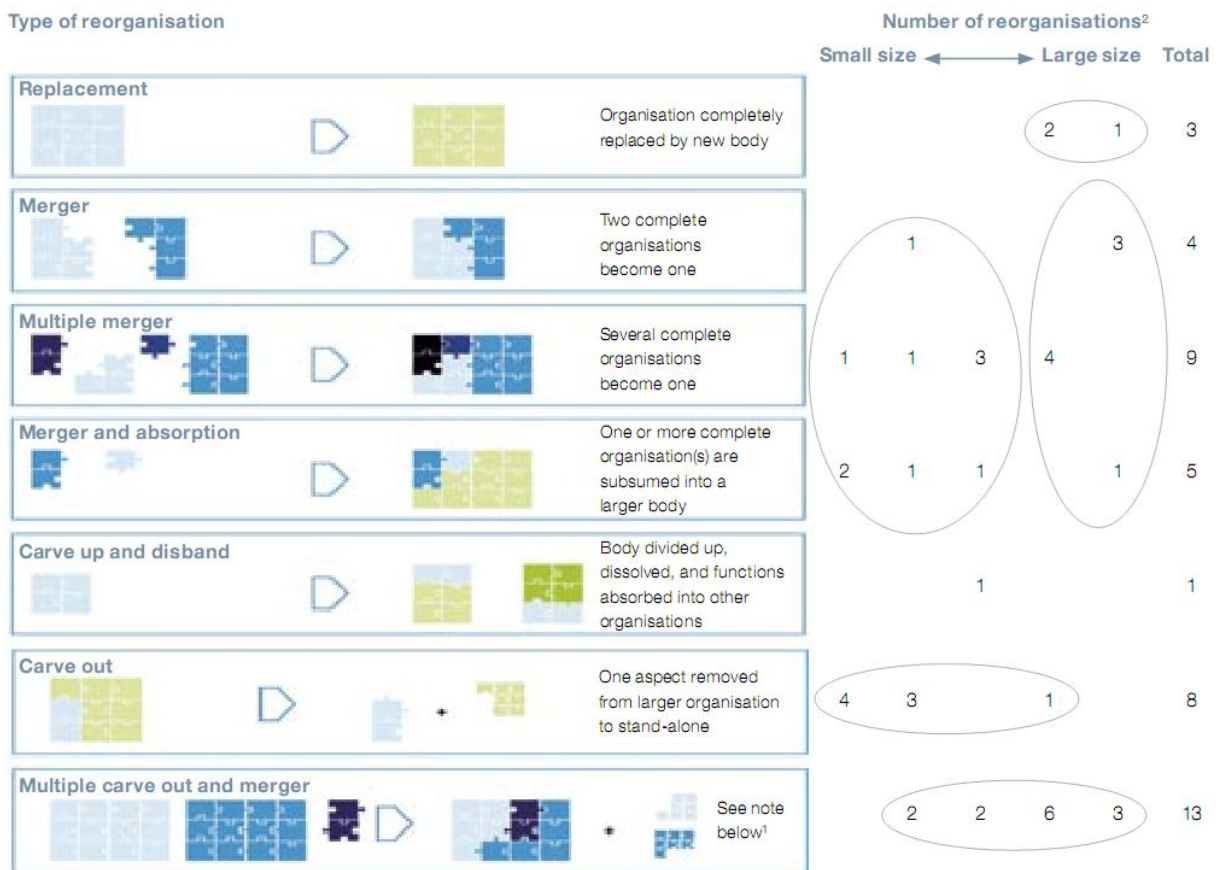 Type of reorganisation
Number of reorganisations²
Small size
Large size
Total
Replacement
Organisation completely
replaced by new body
2 1 3
Merger
Two complete
organisations
become one
1 3 4
Multiple merger
Several complete
organisations
become one
1 1 3 4 9
Merger and absorption
One or more complete
organisation(s) are
subsumed into a
larger body
2 1 1 1 5
Carve up and disband
Body divided up,
dissolved, and functions
absorbed into other
organisations
1 1
Carve out
+
One aspect removed
from larger organisation
to stand-alone
4 3 1 8
Multiple carve out and merger
+
See note
below¹
2 2 6 3 13